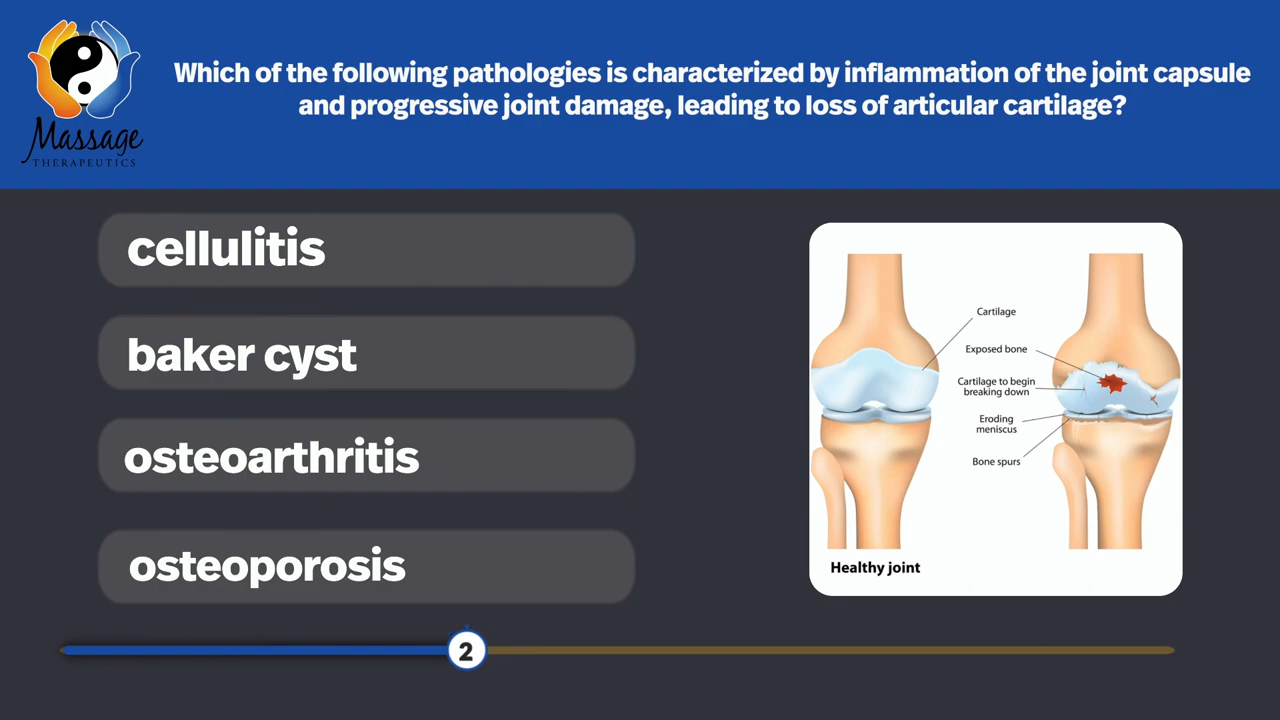 Which of the following pathologies is characterized by inflammation of the joint capsule
and progressive joint damage, leading to loss of articular cartilage?
Massage
THERAPEUTICS
cellulitis
baker cyst
osteoarthritis
osteoporosis
Cartilage
Exposed bone
Cartilage to begin
breaking down
Eroding
meniscus
Bone spurs
Healthy joint
2